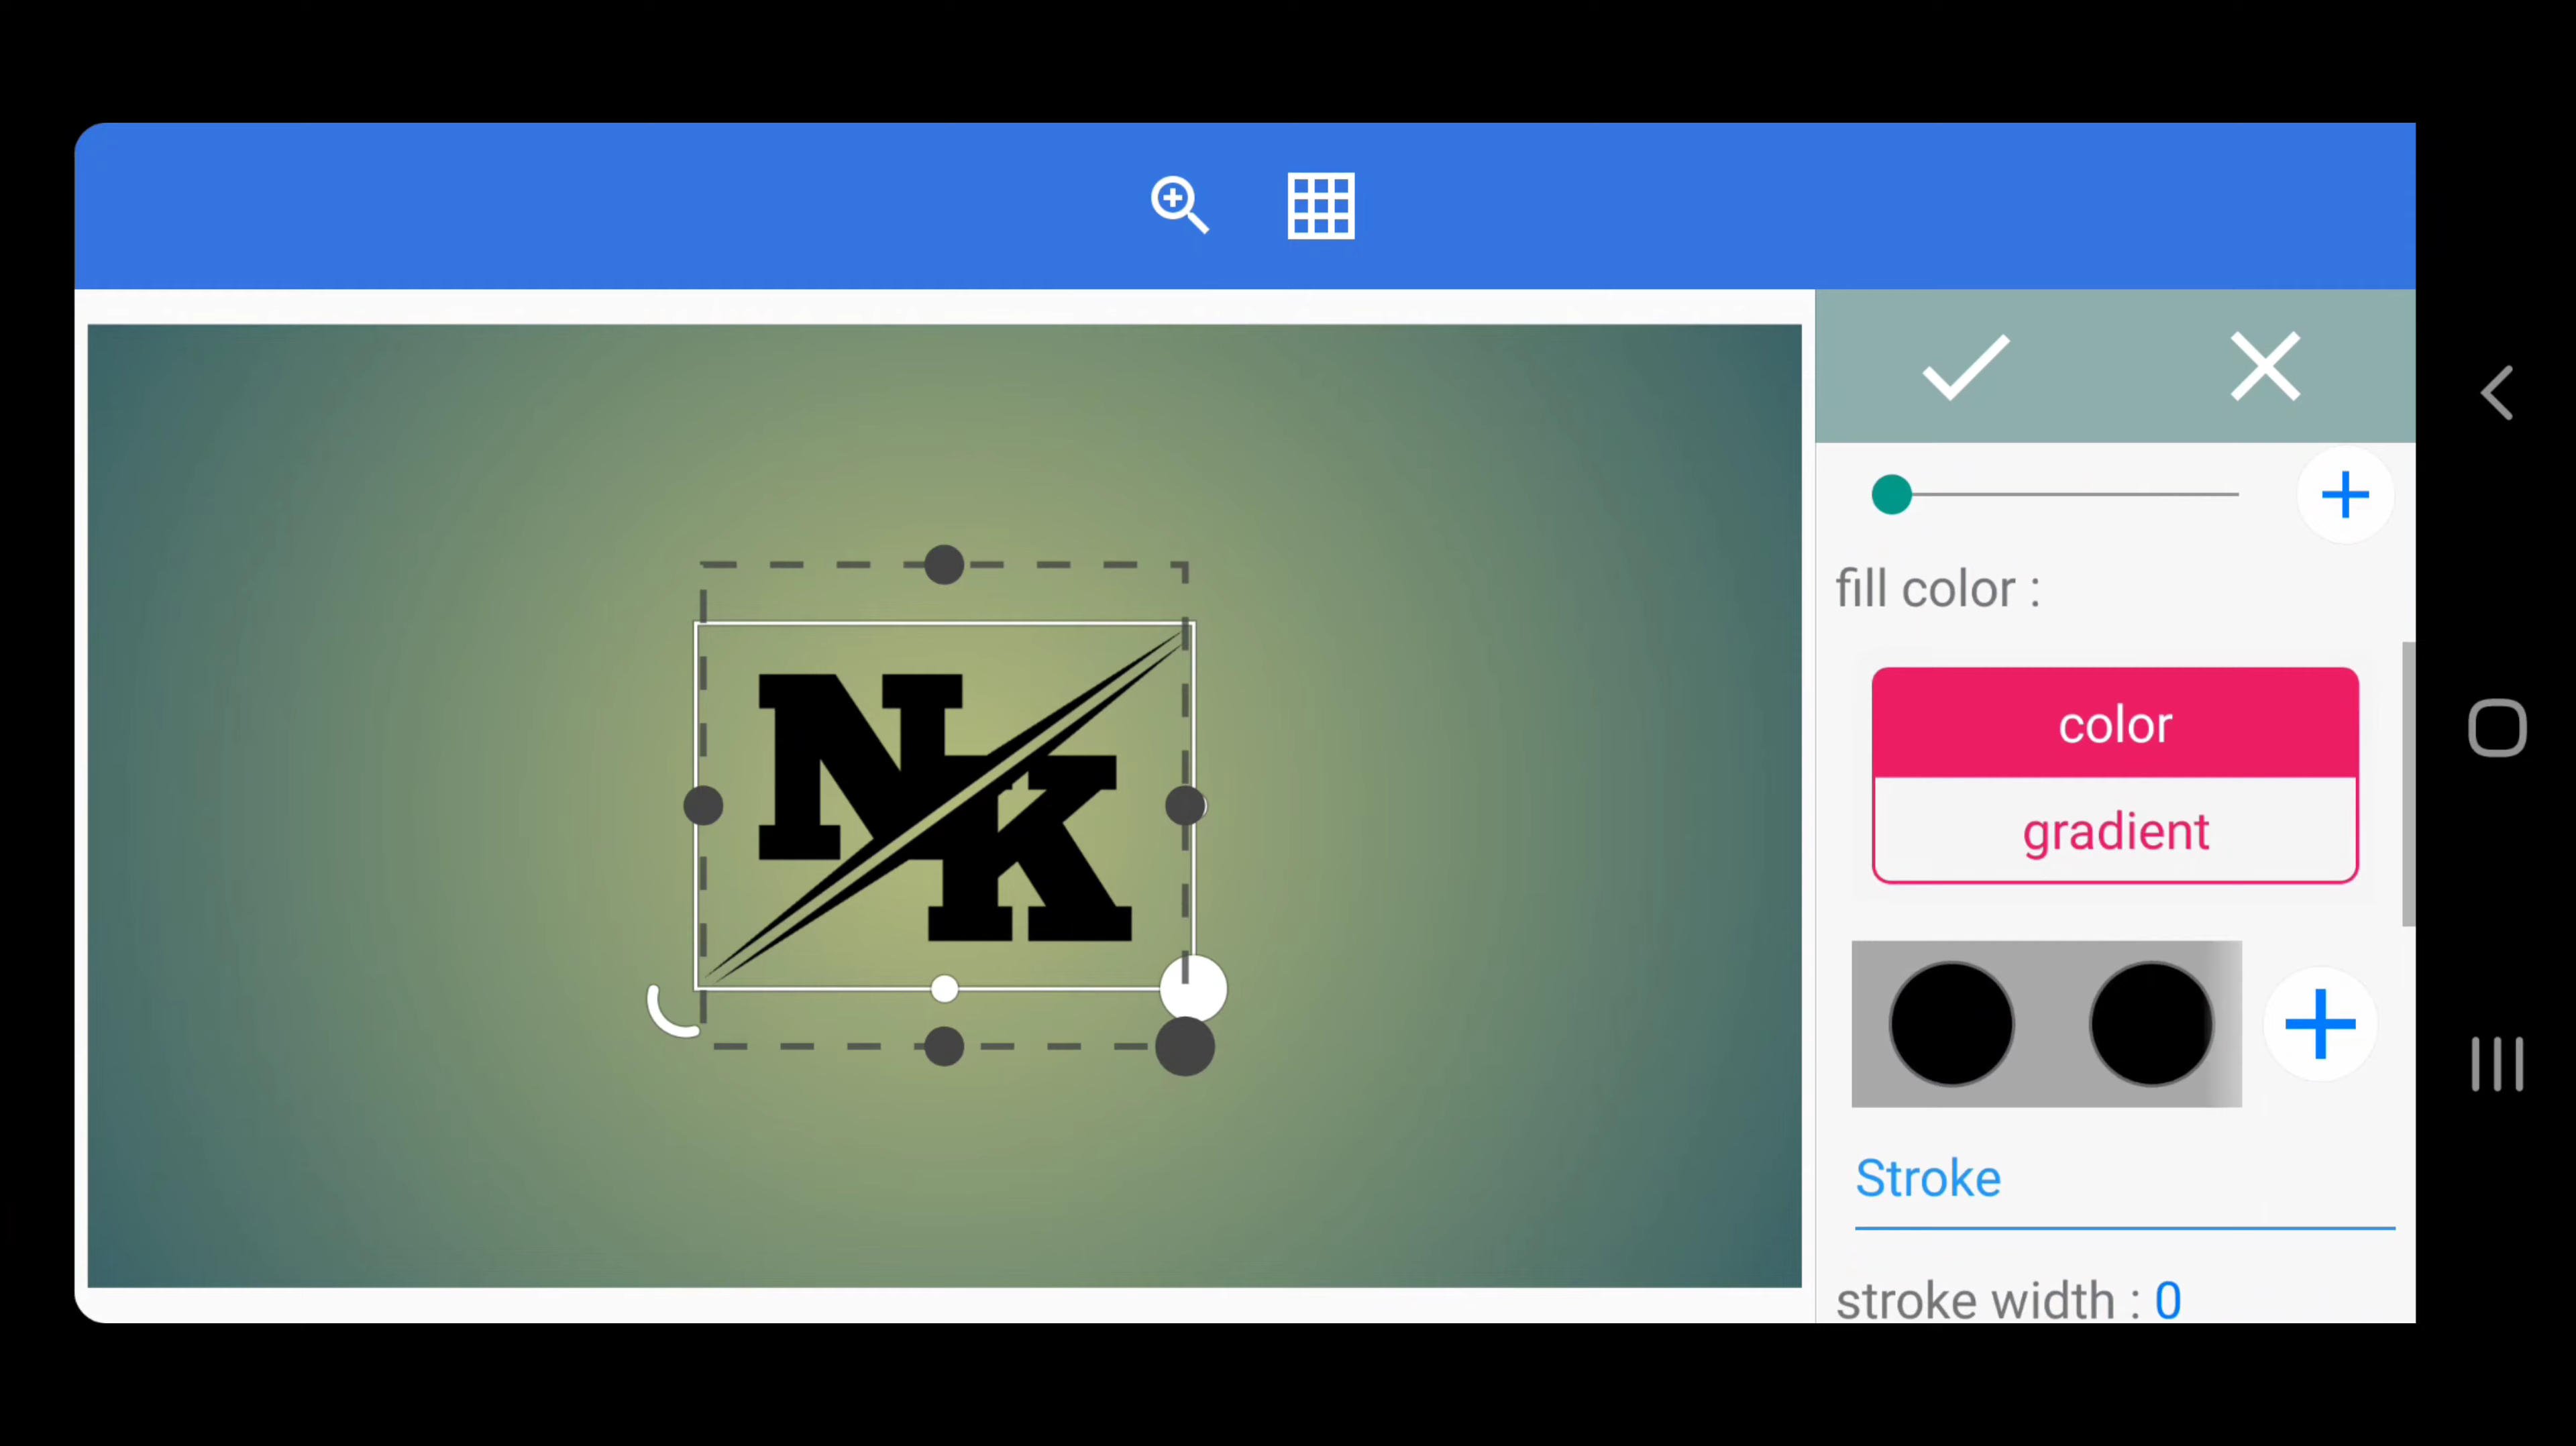 NK
fill color :
color
gradient
Stroke
stroke width : 0